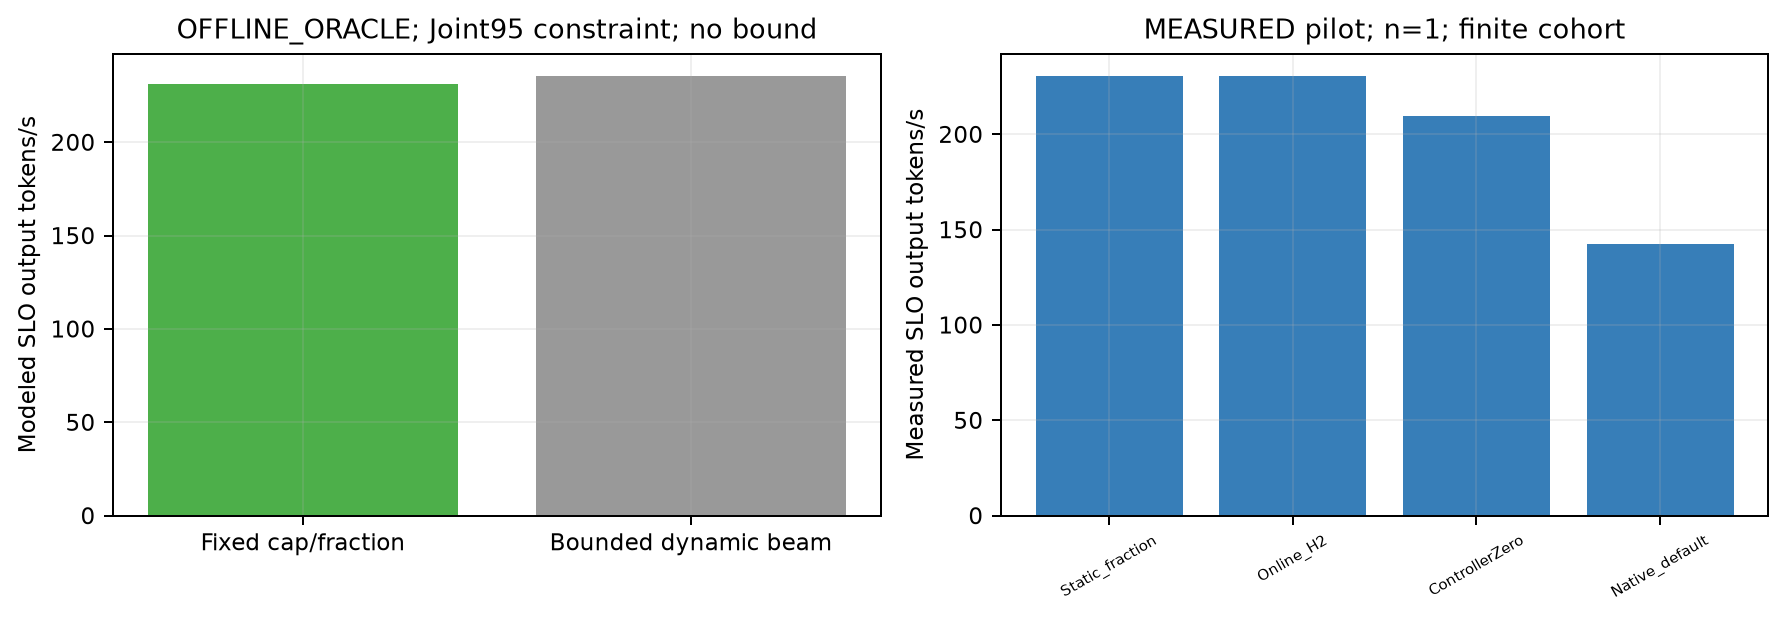 OFFLINE_ORACLE; Joint95 constraint; no bound
Modeled SLO output tokens/s
200
150
100
50
0
Fixed cap/fraction
Bounded dynamic beam
MEASURED pilot; n=1; finite cohort
Measured SLO output tokens/s
200
150
100
50
0
Static_fraction
Online_H2
ControllerZero
Native_default